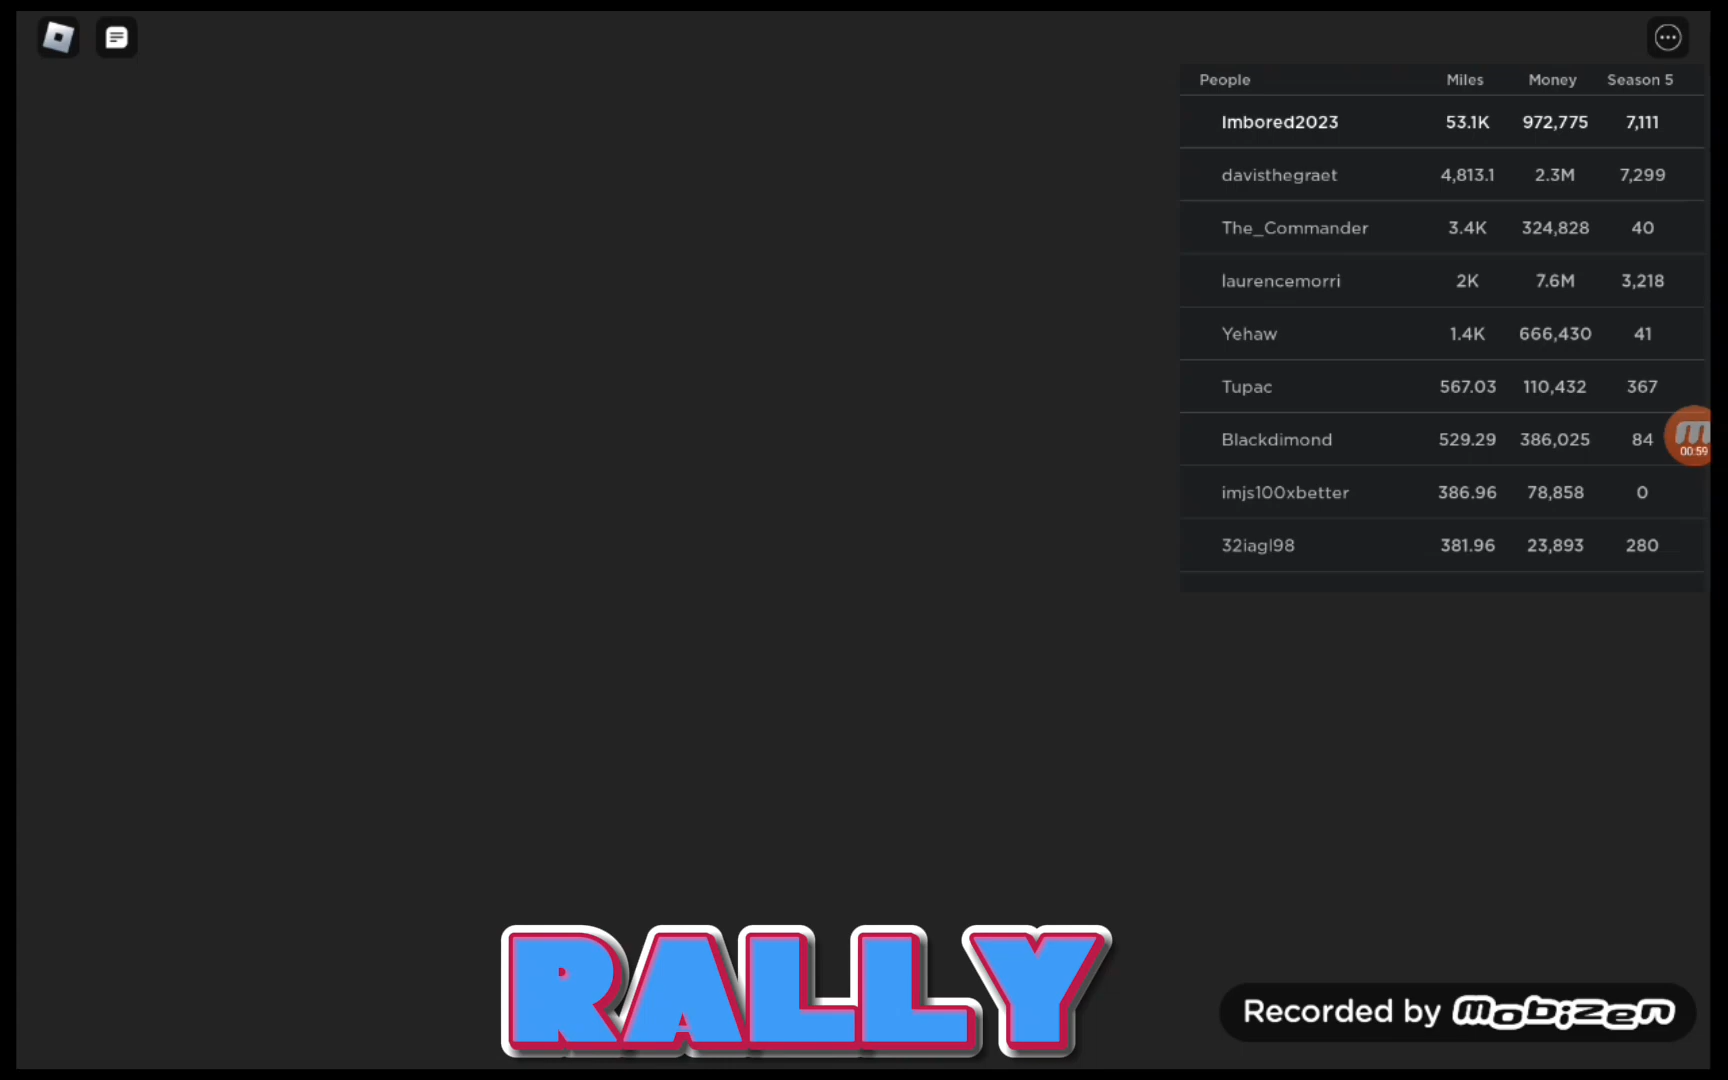 People Miles Money Season 5
Imbored2023 53.1K 972,775 7,111
davisthegraet 4,813.1 2.3M 7,299
The_Commander 3.4K 324,828 40
laurencemorri 2K 7.6M 3,218
Yehaw 1.4K 666,430 41
Tupac 567.03 110,432 367
Blackdimond 529.29 386,025 84
00:59
imjs100xbetter 386.96 78,858 0
32iagl98 381.96 23,893 280
RALLY
Recorded by mobizen